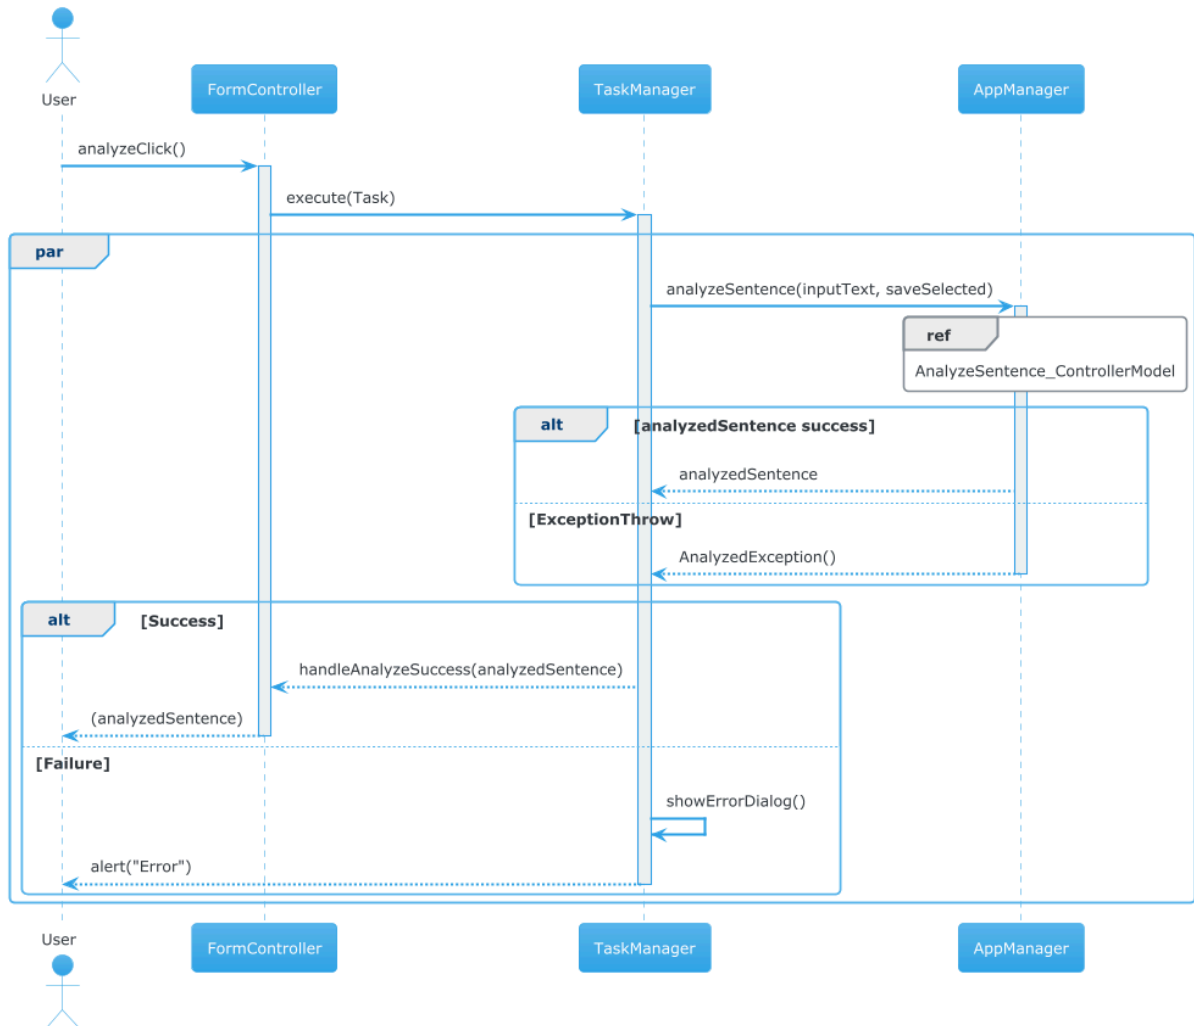 User
FormController
TaskManager
AppManager
analyzeClick()
execute(Task)
par
analyzeSentence(inputText, saveSelected)
ref
AnalyzeSentence_ControllerModel
alt
[analyzedSentence success]
analyzedSentence
[ExceptionThrow]
AnalyzedException()
alt
[Success]
handleAnalyzeSuccess(analyzedSentence)
(analyzedSentence)
[Failure]
showErrorDialog()
alert("Error")
User
FormController
TaskManager
AppManager